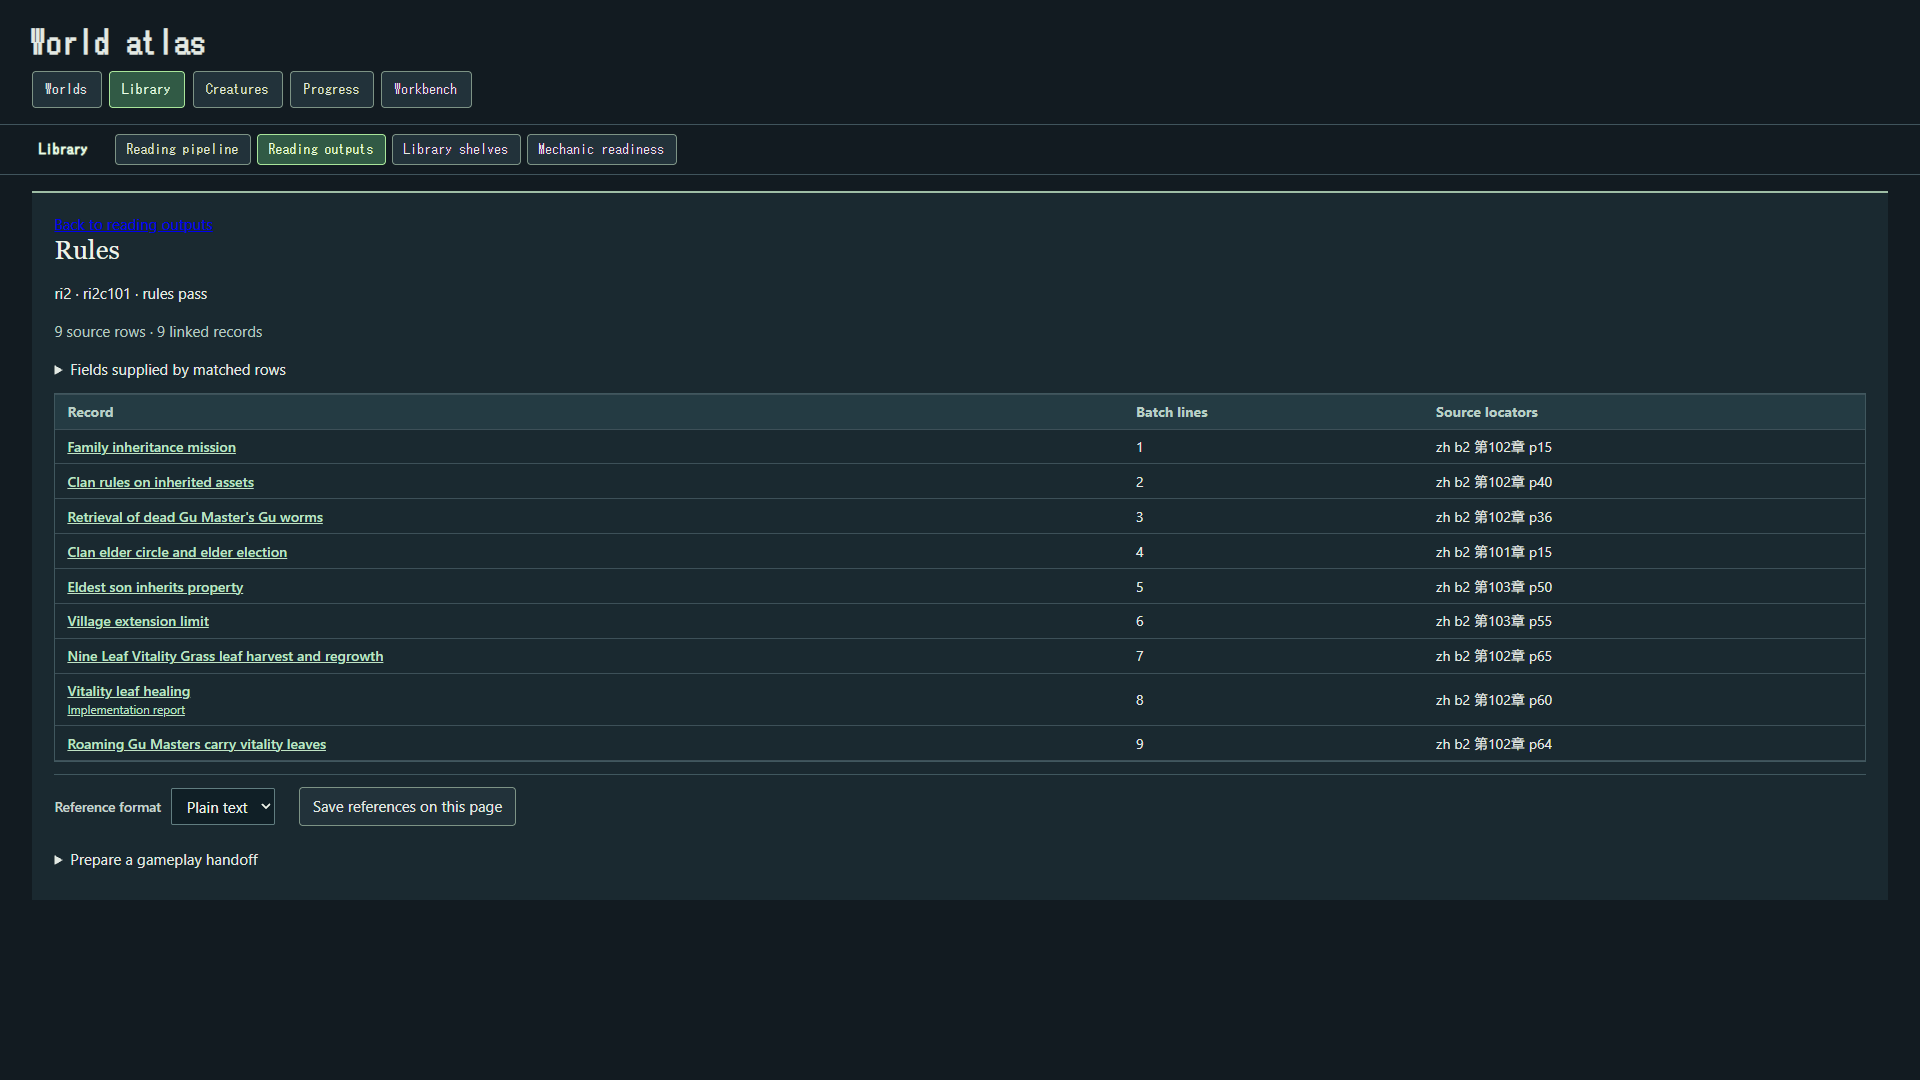 World atlas
Worlds Library Creatures Progress Workbench
Library Reading pipeline Reading outputs Library shelves Mechanic readiness
Back to reading outputs
Rules
ri2 · ri2c101 · rules pass
9 source rows · 9 linked records
Fields supplied by matched rows
Record Batch lines Source locators
Family inheritance mission 1 zh b2 第102章 p15
Clan rules on inherited assets 2 zh b2 第102章 p40
Retrieval of dead Gu Master's Gu worms 3 zh b2 第102章 p36
Clan elder circle and elder election 4 zh b2 第101章 p15
Eldest son inherits property 5 zh b2 第103章 p50
Village extension limit 6 zh b2 第103章 p55
Nine Leaf Vitality Grass leaf harvest and regrowth 7 zh b2 第102章 p65
Vitality leaf healing 8 zh b2 第102章 p60
Implementation report
Roaming Gu Masters carry vitality leaves 9 zh b2 第102章 p64
Reference format Plain text Save references on this page
Prepare a gameplay handoff